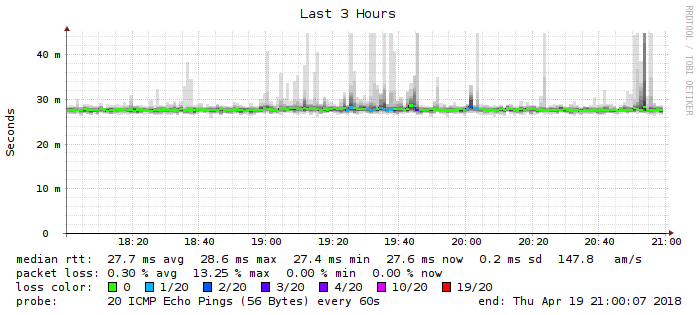 Last 3 Hours
RRDTOOL / TOBI OETIKER
Seconds
40 m
30 m
20 m
10 m
0
18:20 18:40 19:00 19:20 19:40 20:00 20:20 20:40 21:00
median rtt: 27.7 ms avg 28.6 ms max 27.4 ms min 27.6 ms now 0.2 ms sd 147.8 am/s
packet loss: 0.30 % avg 13.25 % max 0.00 % min 0.00 % now
loss color: 0 1/20 2/20 3/20 4/20 10/20 19/20
probe: 20 ICMP Echo Pings (56 Bytes) every 60s end: Thu Apr 19 21:00:07 2018